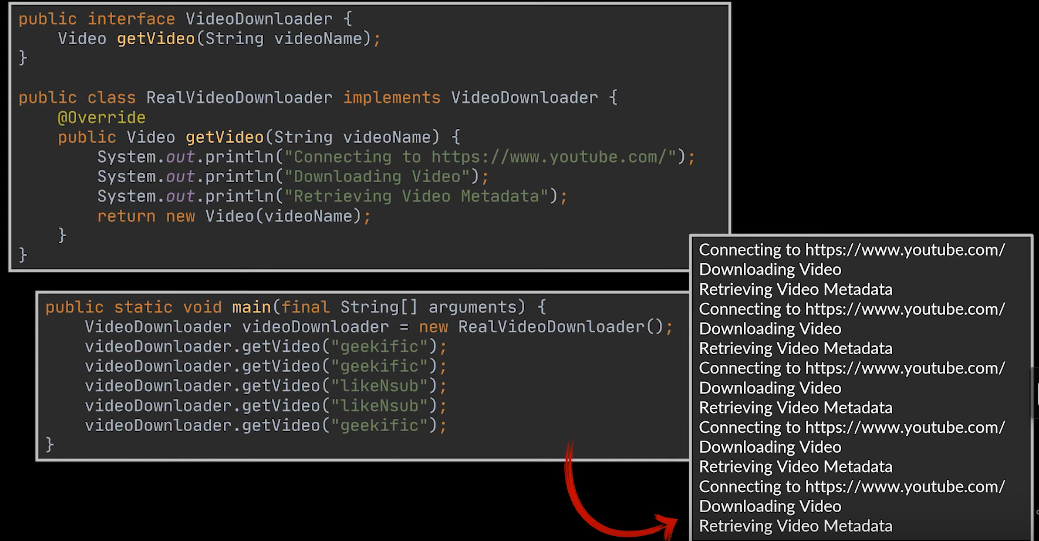 public interface VideoDownloader {
    Video getVideo(String videoName);
}
public class RealVideoDownloader implements VideoDownloader {
    @Override
    public Video getVideo(String videoName) {
        System.out.println("Connecting to https://www.youtube.com/");
        System.out.println("Downloading Video");
        System.out.println("Retrieving Video Metadata");
        return new Video(videoName);
    }
}
public static void main(final String[] arguments) {
    VideoDownloader videoDownloader = new RealVideoDownloader();
    videoDownloader.getVideo("geekific");
    videoDownloader.getVideo("geekific");
    videoDownloader.getVideo("likeNsub");
    videoDownloader.getVideo("likeNsub");
    videoDownloader.getVideo("geekific");
}
Connecting to https://www.youtube.com/
Downloading Video
Retrieving Video Metadata
Connecting to https://www.youtube.com/
Downloading Video
Retrieving Video Metadata
Connecting to https://www.youtube.com/
Downloading Video
Retrieving Video Metadata
Connecting to https://www.youtube.com/
Downloading Video
Retrieving Video Metadata
Connecting to https://www.youtube.com/
Downloading Video
Retrieving Video Metadata